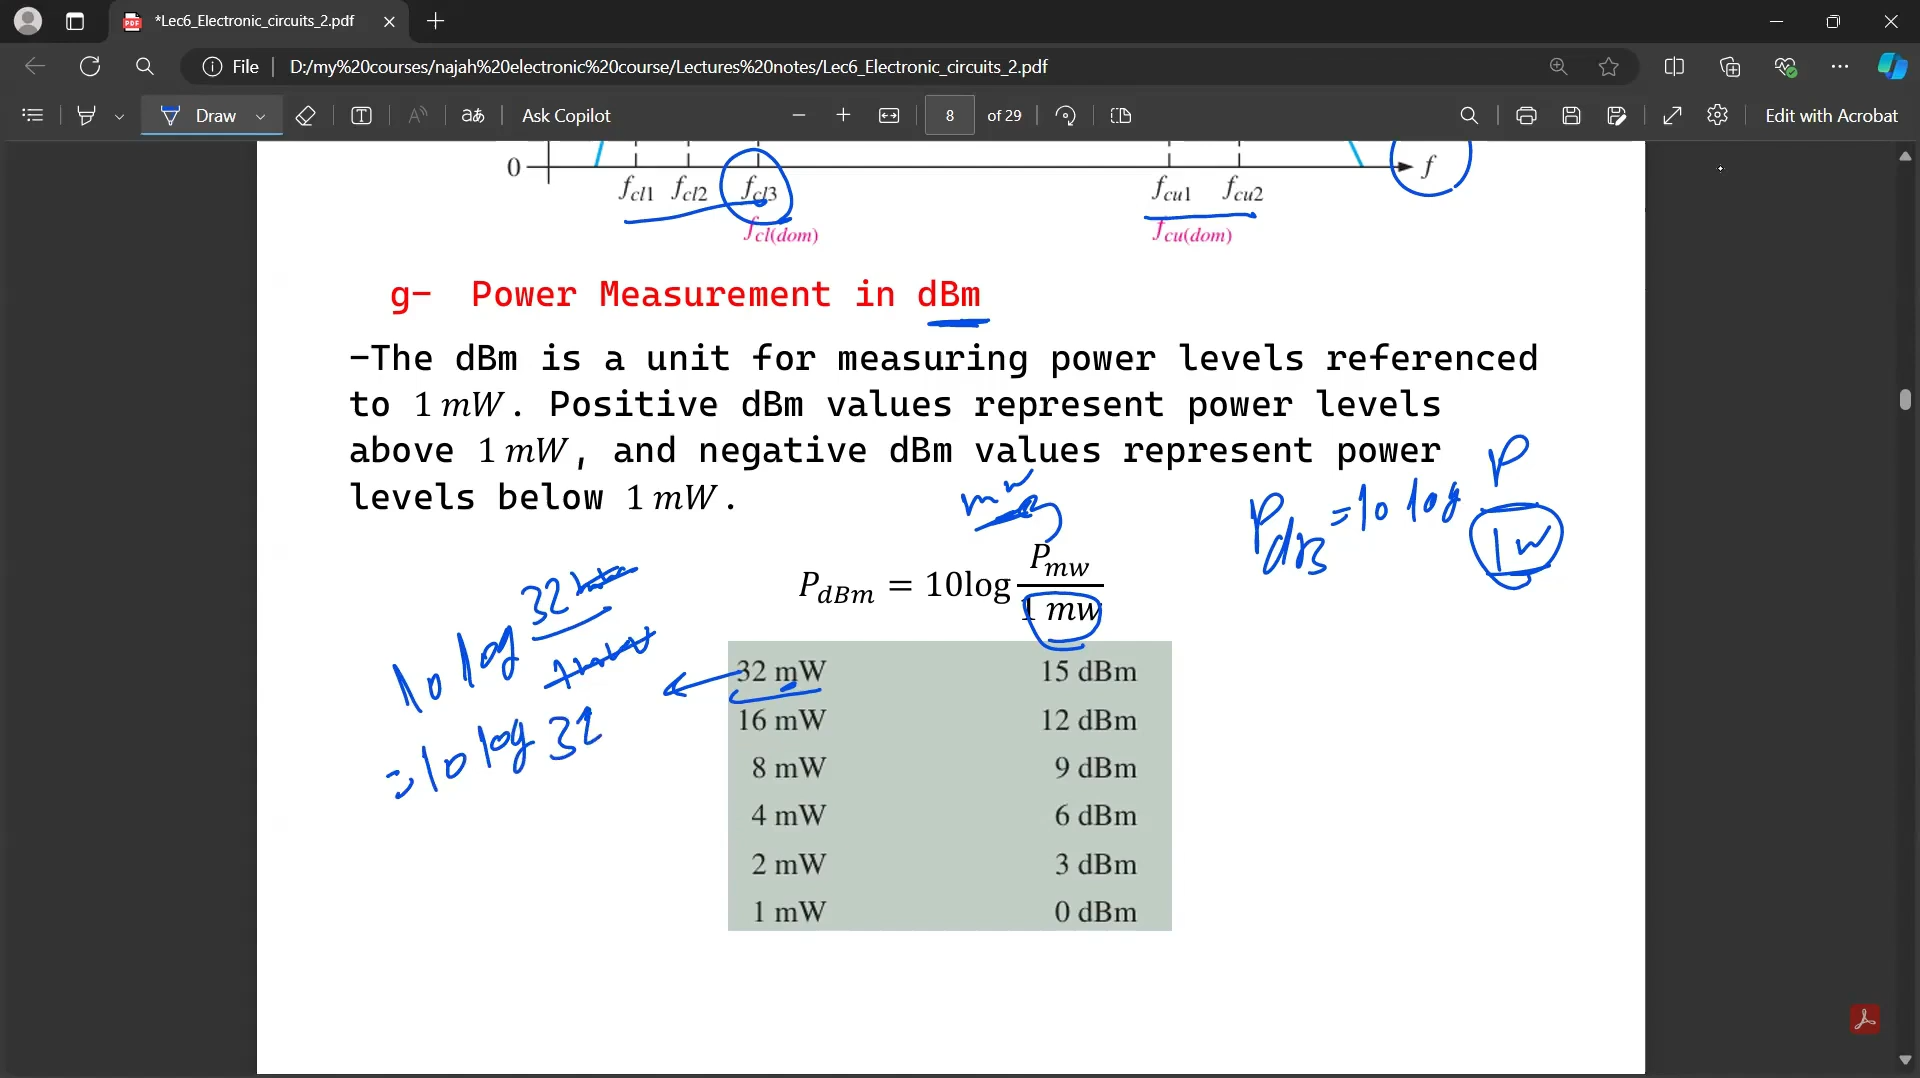 *Lec6_Electronic_circuits_2.pdf
File D:/my%20courses/najah%20electronic%20course/Lectures%20notes/Lec6_Electronic_circuits_2.pdf
Draw T aあ Ask Copilot 8 of 29 Edit with Acrobat
0 f
fcl1 fcl2 fcl3 fcu1 fcu2
fcl(dom) fcu(dom)
g- Power Measurement in dBm
-The dBm is a unit for measuring power levels referenced
to 1 mW. Positive dBm values represent power levels
above 1 mW, and negative dBm values represent power
levels below 1 mW.
mw
PdB = 10 log P / 1 W
PdBm = 10log Pmw / 1 mw
10 log 32
= 10 log 32
32 mW 15 dBm
16 mW 12 dBm
8 mW 9 dBm
4 mW 6 dBm
2 mW 3 dBm
1 mW 0 dBm